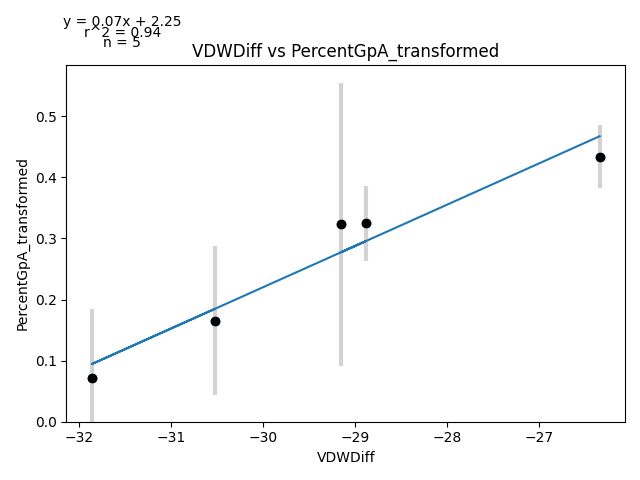 y = 0.07x + 2.25
r^2 = 0.94
n = 5
VDWDiff vs PercentGpA_transformed
PercentGpA_transformed
0.5
0.4
0.3
0.2
0.1
0.0
−32 −31 −30 −29 −28 −27
VDWDiff